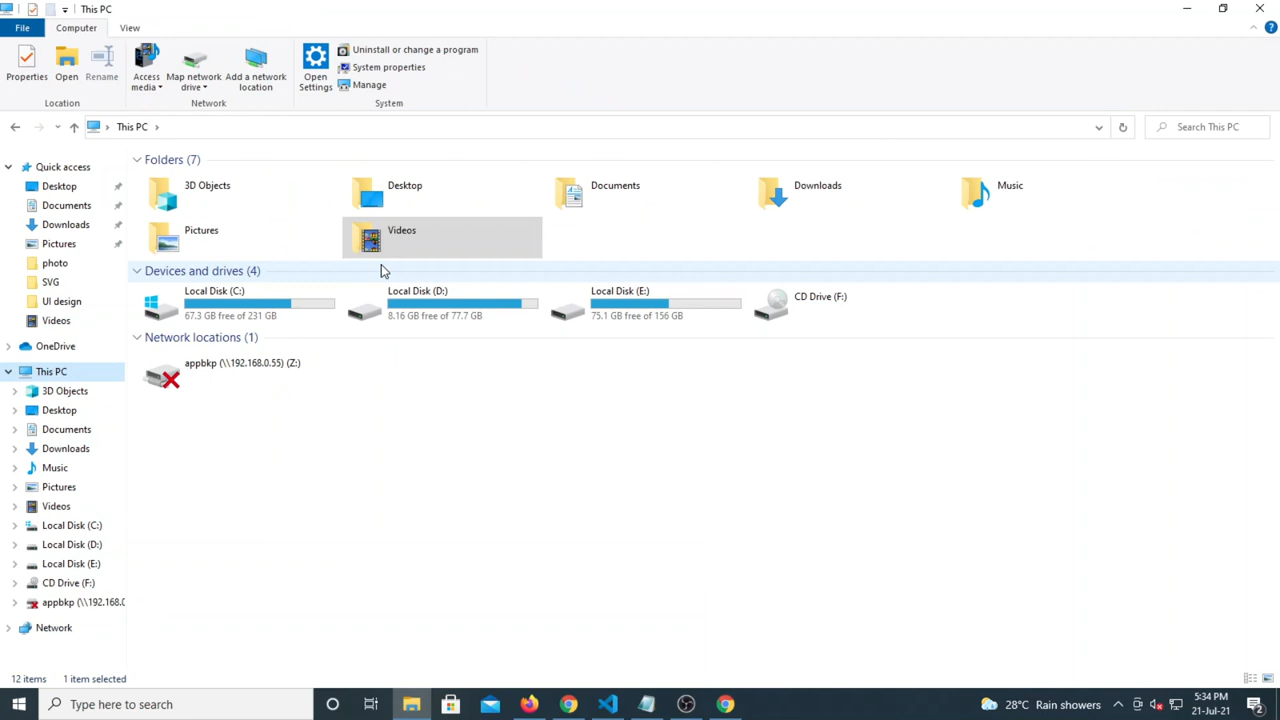 This PC
File
Computer
View
Properties
Open
Rename
Access media
Map network drive
Add a network location
Open Settings
Uninstall or change a program
System properties
Manage
Location
Network
System
This PC
Search This PC
Quick access
Desktop
Documents
Downloads
Pictures
photo
SVG
UI design
Videos
OneDrive
This PC
3D Objects
Desktop
Documents
Downloads
Music
Pictures
Videos
Local Disk (C:)
Local Disk (D:)
Local Disk (E:)
CD Drive (F:)
appbkp (\\192.168.0
Network
Folders (7)
3D Objects
Desktop
Documents
Downloads
Music
Pictures
Videos
Devices and drives (4)
Local Disk (C:)
67.3 GB free of 231 GB
Local Disk (D:)
8.16 GB free of 77.7 GB
Local Disk (E:)
75.1 GB free of 156 GB
CD Drive (F:)
Network locations (1)
appbkp (\\192.168.0.55) (Z:)
12 items
1 item selected
Type here to search
28°C Rain showers
5:34 PM
21-Jul-21
2